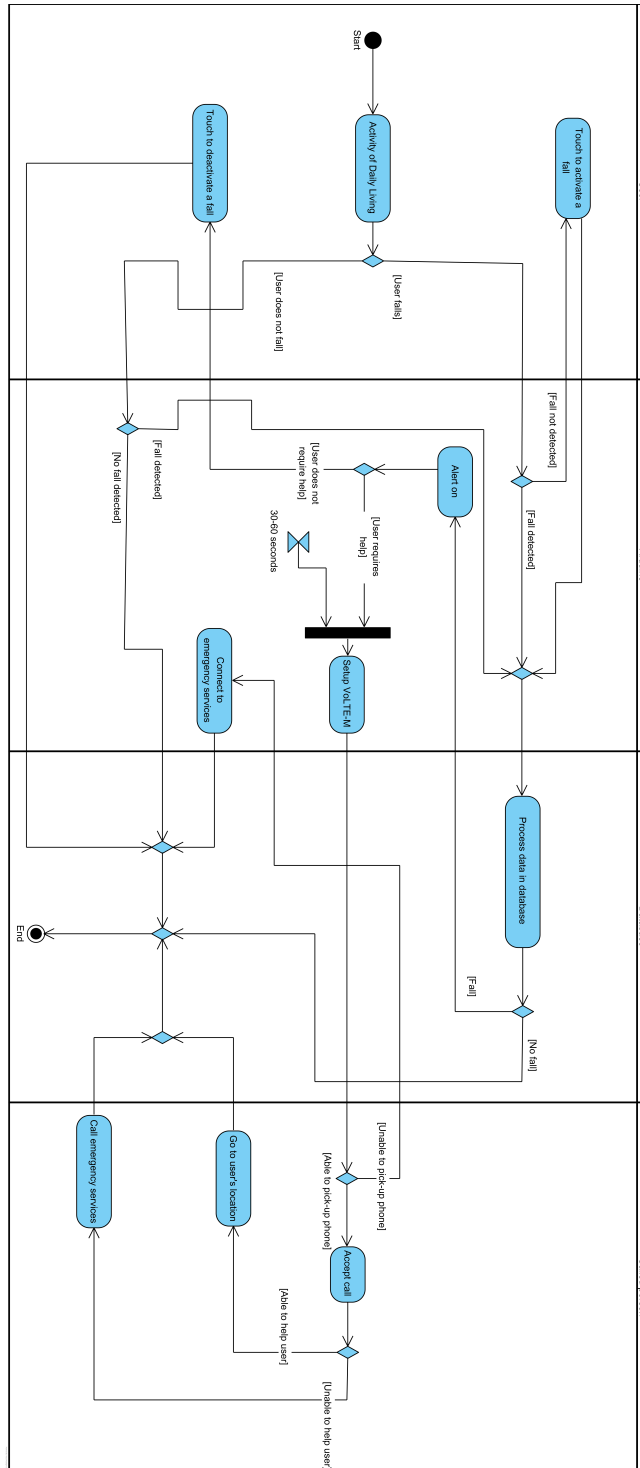 Start
Activity of Daily Living
Touch to activate a
fall
Touch to deactivate a fall
[User falls]
[User does not fall]
[Fall not detected]
[Fall detected]
[Fall detected]
[No fall detected]
Alert on
[User does not
require help]
[User requires
help]
30-60 seconds
Setup VoLTE-M
Connect to
emergency services
Process data in database
[Fall]
[No fall]
End
[Unable to pick-up phone]
[Able to pick-up phone]
Accept call
[Able to help user]
[Unable to help user]
Go to user's location
Call emergency services